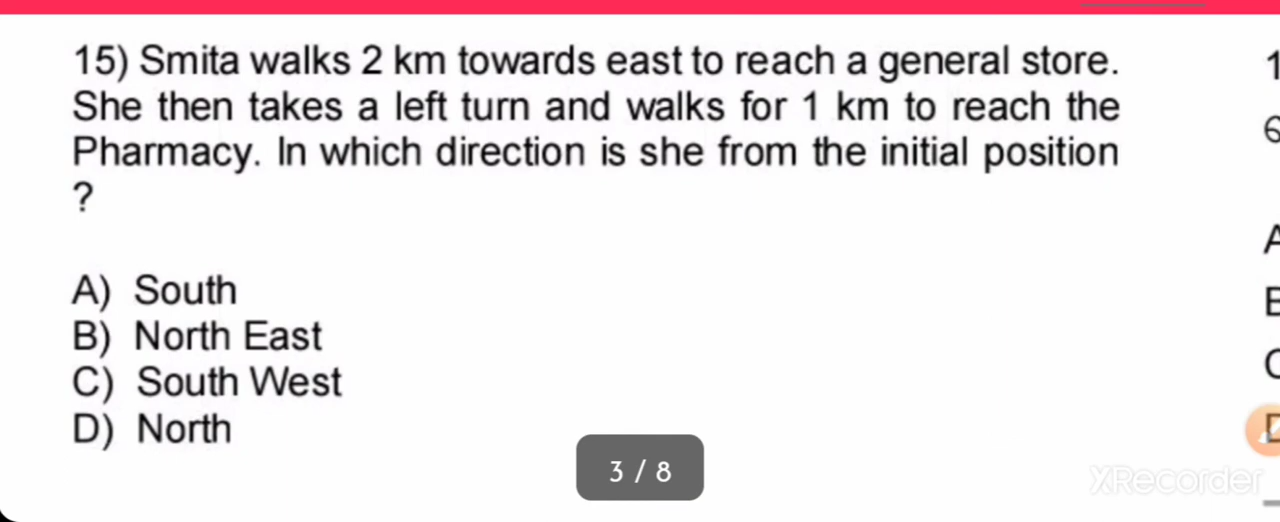 15) Smita walks 2 km towards east to reach a general store.
She then takes a left turn and walks for 1 km to reach the
Pharmacy. In which direction is she from the initial position
?
A) South
B) North East
C) South West
D) North
3 / 8
XRecorder